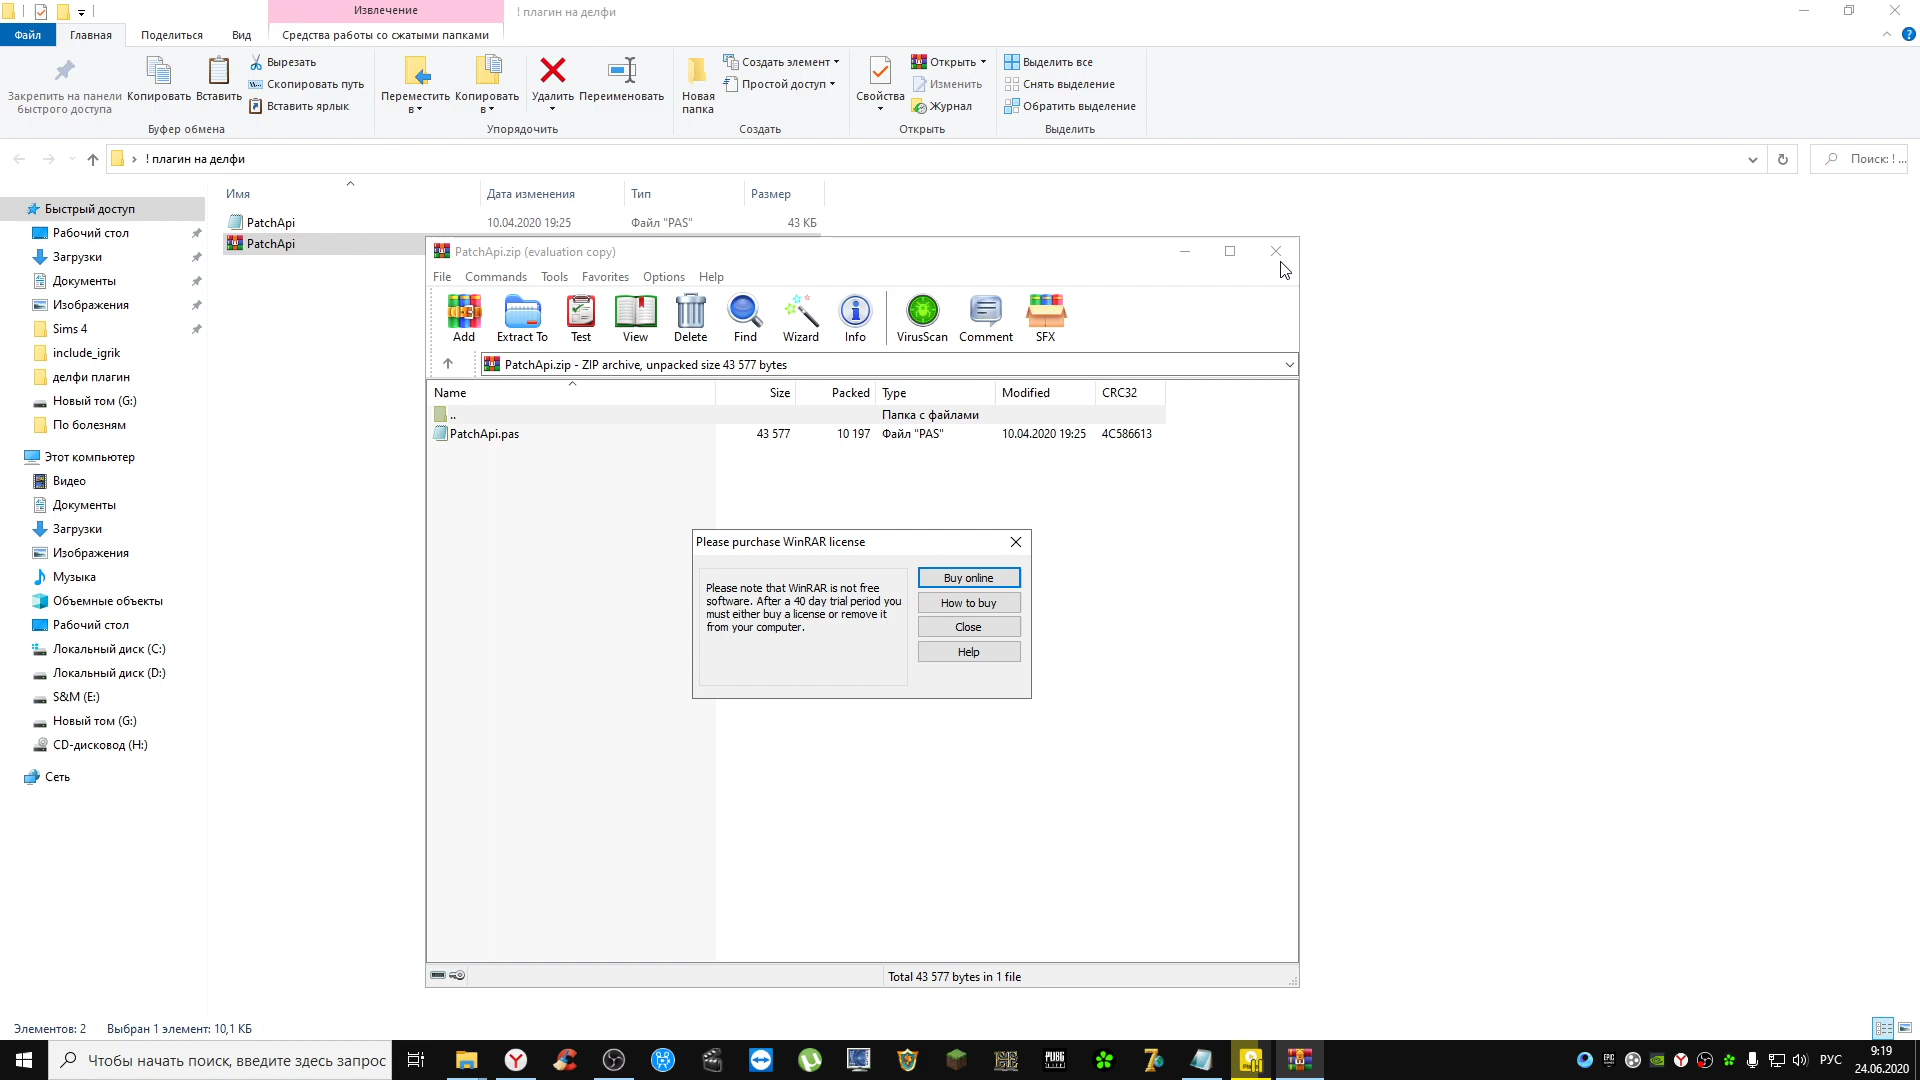 Извлечение
! плагин на делфи
Файл
Главная
Поделиться
Вид
Средства работы со сжатыми папками
Закрепить на панели быстрого доступа
Копировать
Вставить
Вырезать
Скопировать путь
Вставить ярлык
Буфер обмена
Переместить в
Копировать в
Удалить
Переименовать
Упорядочить
Новая папка
Создать элемент
Простой доступ
Создать
Свойства
Открыть
Изменить
Журнал
Открыть
Выделить все
Снять выделение
Обратить выделение
Выделить
! плагин на делфи
Поиск: ! ...
Имя
Дата изменения
Тип
Размер
PatchApi
10.04.2020 19:25
Файл "PAS"
43 КБ
PatchApi
Быстрый доступ
Рабочий стол
Загрузки
Документы
Изображения
Sims 4
include_igrik
делфи плагин
Новый том (G:)
По болезням
Этот компьютер
Видео
Документы
Загрузки
Изображения
Музыка
Объемные объекты
Рабочий стол
Локальный диск (C:)
Локальный диск (D:)
S&M (E:)
Новый том (G:)
CD-дисковод (H:)
Сеть
PatchApi.zip (evaluation copy)
File
Commands
Tools
Favorites
Options
Help
Add
Extract To
Test
View
Delete
Find
Wizard
Info
VirusScan
Comment
SFX
PatchApi.zip - ZIP archive, unpacked size 43 577 bytes
Name
Size
Packed
Type
Modified
CRC32
..
Папка с файлами
PatchApi.pas
43 577
10 197
Файл "PAS"
10.04.2020 19:25
4C586613
Please purchase WinRAR license
Please note that WinRAR is not free
software. After a 40 day trial period you
must either buy a license or remove it
from your computer.
Buy online
How to buy
Close
Help
Total 43 577 bytes in 1 file
Элементов: 2
Выбран 1 элемент: 10,1 КБ
Чтобы начать поиск, введите здесь запрос
PUBG
EPIC
РУС
9:19
24.06.2020